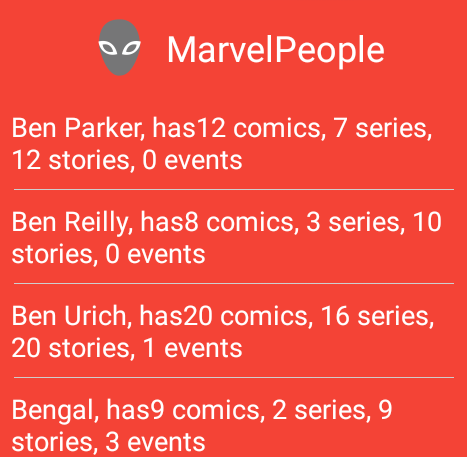 MarvelPeople
Ben Parker, has12 comics, 7 series,
12 stories, 0 events
Ben Reilly, has8 comics, 3 series, 10
stories, 0 events
Ben Urich, has20 comics, 16 series,
20 stories, 1 events
Bengal, has9 comics, 2 series, 9
stories, 3 events